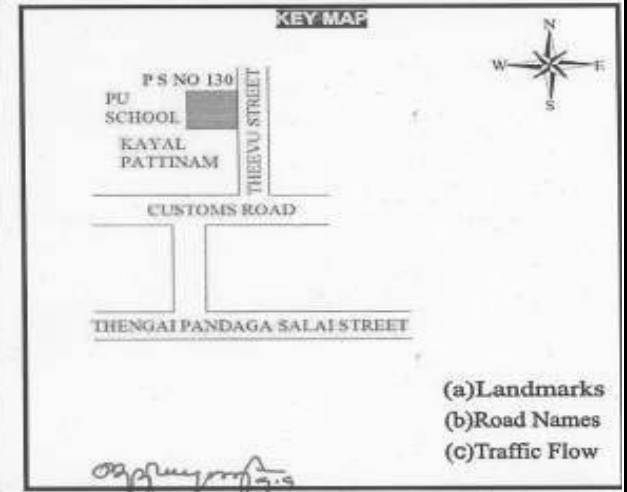 KEY MAP
N
W E
S
P S NO 130
PU
SCHOOL
KAYAL
PATTINAM
THEEVU STREET
CUSTOMS ROAD
THENGAI PANDAGA SALAI STREET
(a)Landmarks
(b)Road Names
(c)Traffic Flow